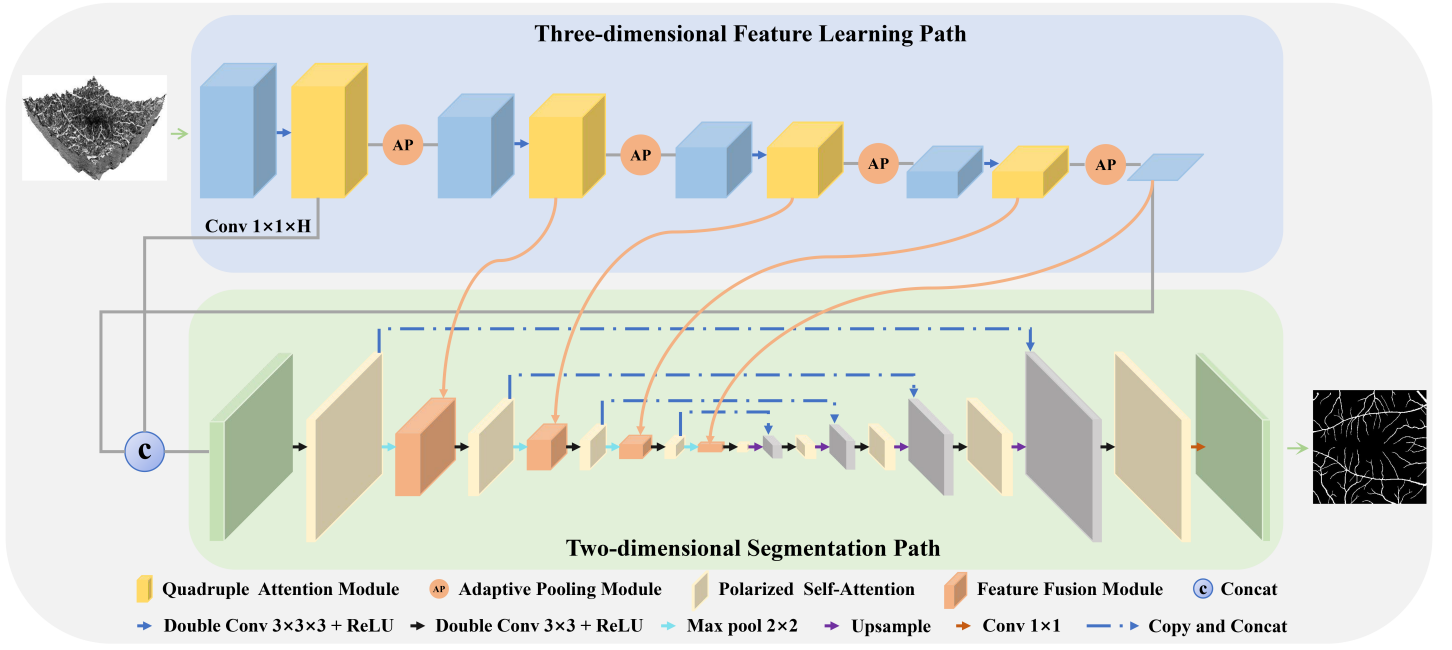 Three-dimensional Feature Learning Path
AP
AP
AP
AP
Conv 1×1×H
C
Two-dimensional Segmentation Path
Quadruple Attention Module
AP Adaptive Pooling Module
Polarized Self-Attention
Feature Fusion Module
C Concat
Double Conv 3×3×3 + ReLU
Double Conv 3×3 + ReLU
Max pool 2×2
Upsample
Conv 1×1
Copy and Concat